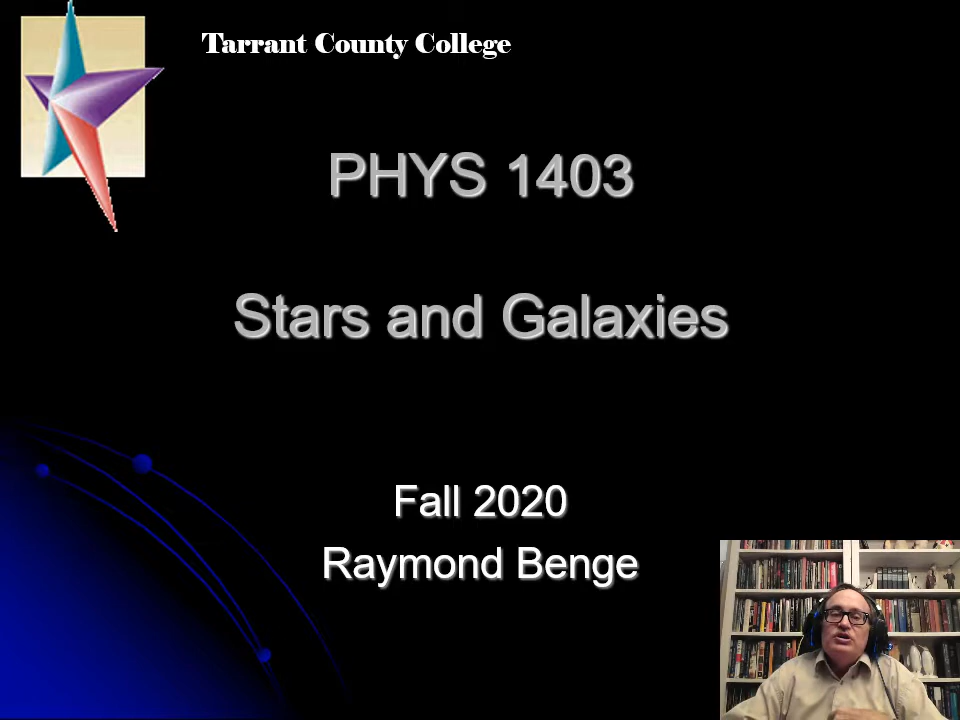 Tarrant County College
PHYS 1403
Stars and Galaxies
Fall 2020
Raymond Benge